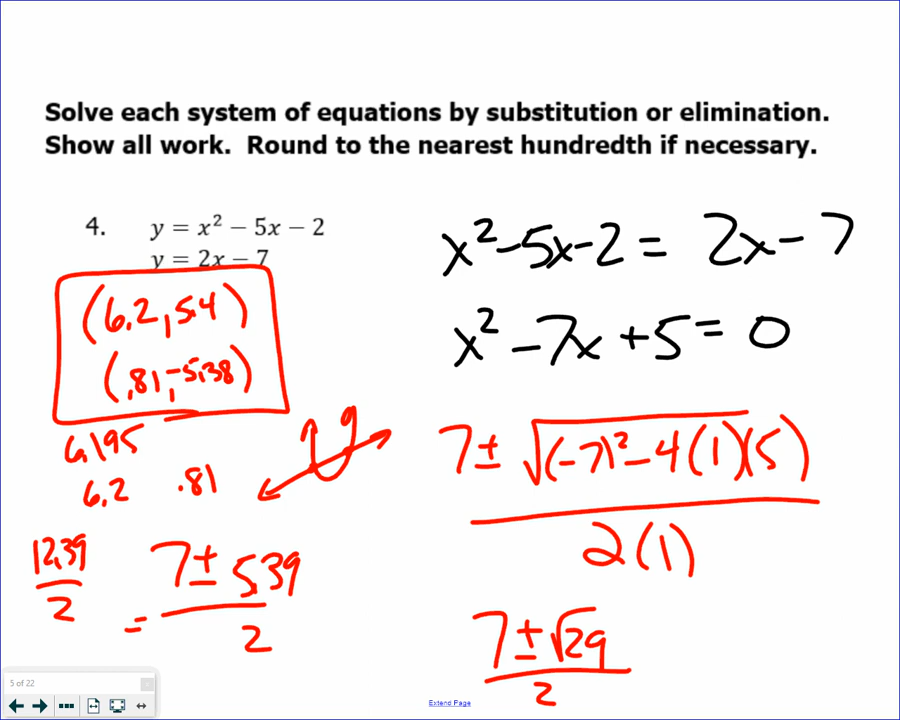 Solve each system of equations by substitution or elimination.
Show all work. Round to the nearest hundredth if necessary.
4. y = x² − 5x − 2
y = 2x − 7
x² − 5x − 2 = 2x − 7
x² − 7x + 5 = 0
(6.2, 5.4)
(.81, −5.38)
6.195
6.2 .81
7 ± √(−7)² − 4(1)(5)
2(1)
12.39
2
= 7 ± 5.39
2
7 ± √29
2
5 of 22
Extend Page